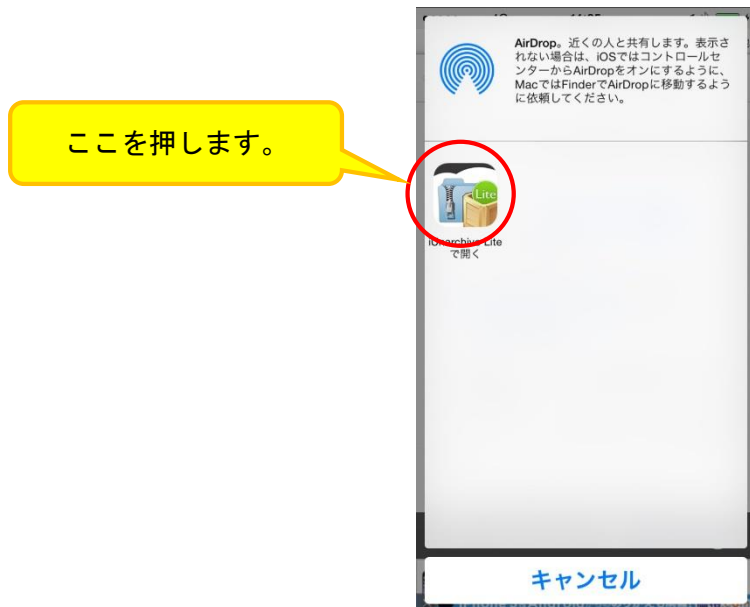 AirDrop。近くの人と共有します。表示さ
れない場合は、iOSではコントロールセ
ンターからAirDropをオンにするように、
MacではFinderでAirDropに移動するよう
に依頼してください。
ここを押します。
Lite
iUnarchive Lite
で開く
キャンセル